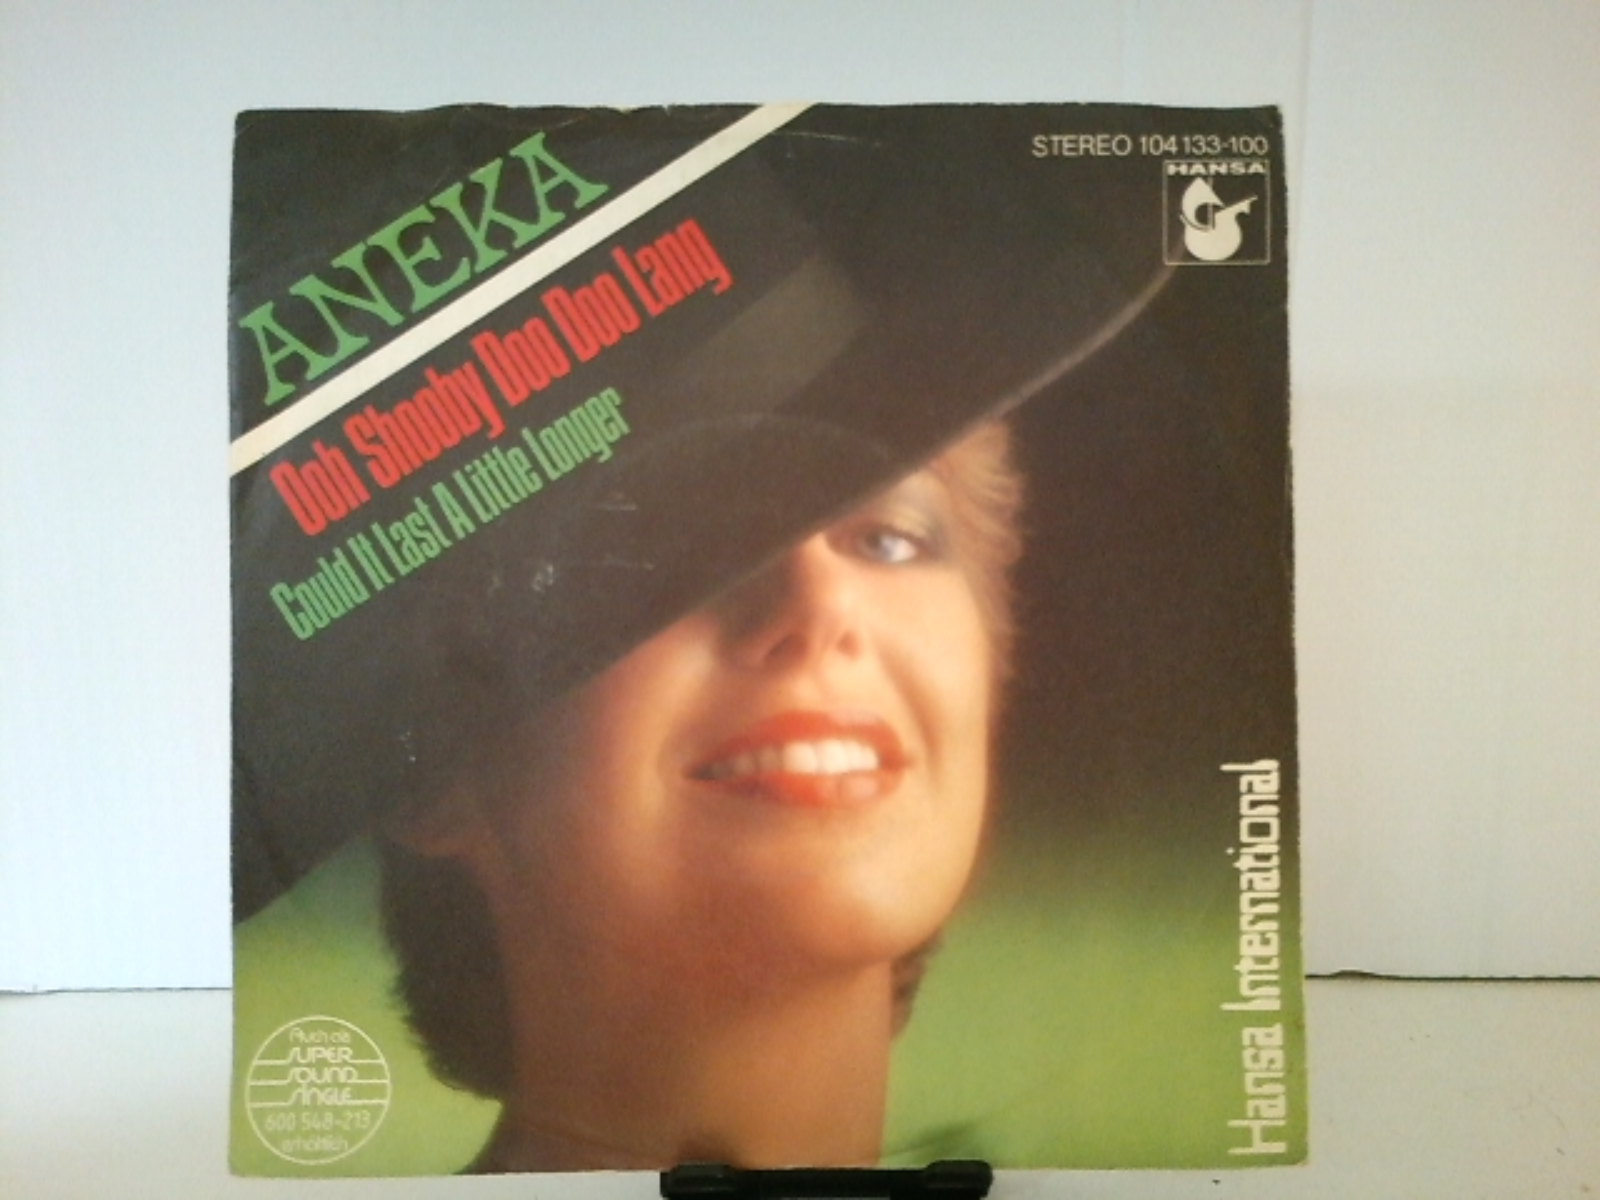 ANEKA
Ooh Shooby Doo Doo Lang
Could It Last A Little Longer
STEREO 104 133-100
HANSA
Hansa International
Auch als
SUPER
SOUND
SINGLE
600 548-213
erhältlich